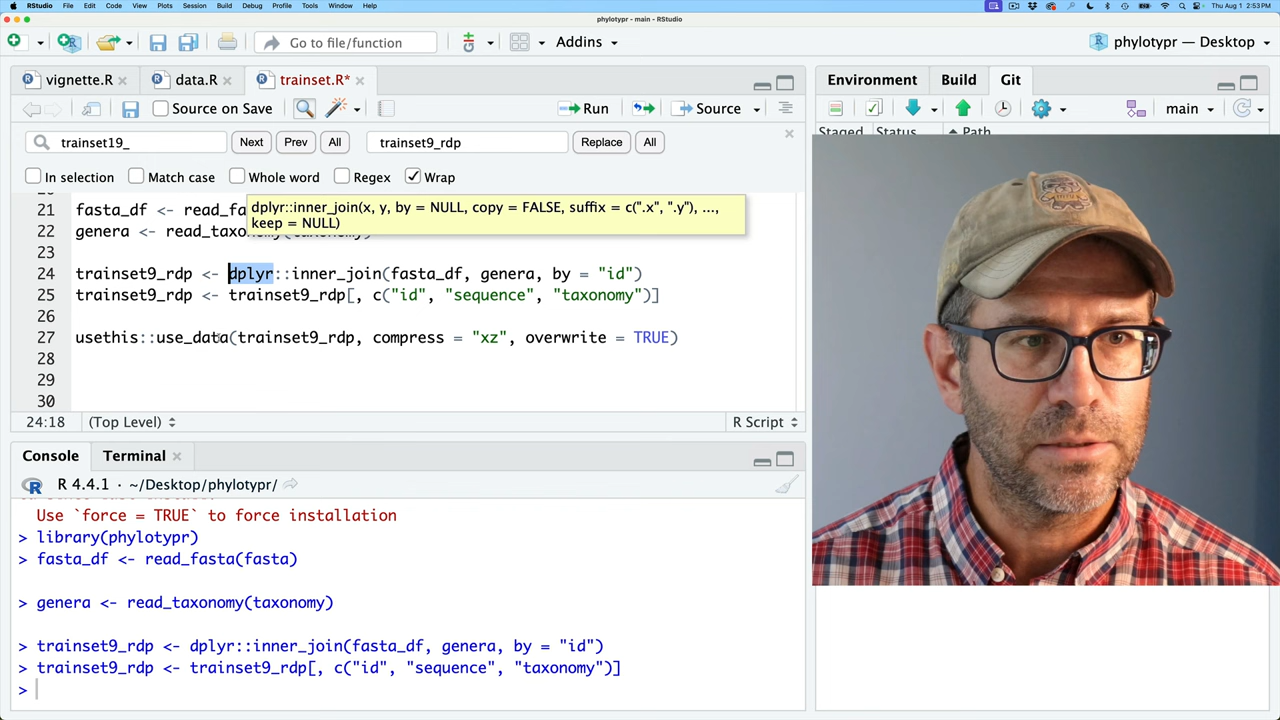 RStudio File Edit Code View Plots Session Build Debug Profile Tools Window Help Thu Aug 1 2:53 PM
phylotypr - main - RStudio
Go to file/function Addins phylotypr — Desktop
vignette.R data.R trainset.R* Environment Build Git
Source on Save Run Source main
trainset19_ Next Prev All trainset9_rdp Replace All Staged Status Path
In selection Match case Whole word Regex Wrap
dplyr::inner_join(x, y, by = NULL, copy = FALSE, suffix = c(".x", ".y"), ...,
keep = NULL)
21 fasta_df <- read_fa
22 genera <- read_taxonomy(taxonomy)
23
24 trainset9_rdp <- dplyr::inner_join(fasta_df, genera, by = "id")
25 trainset9_rdp <- trainset9_rdp[, c("id", "sequence", "taxonomy")]
26
27 usethis::use_data(trainset9_rdp, compress = "xz", overwrite = TRUE)
28
29
30
24:18 (Top Level) R Script
Console Terminal
R 4.4.1 · ~/Desktop/phylotypr/
Use `force = TRUE` to force installation
> library(phylotypr)
> fasta_df <- read_fasta(fasta)
> genera <- read_taxonomy(taxonomy)
> trainset9_rdp <- dplyr::inner_join(fasta_df, genera, by = "id")
> trainset9_rdp <- trainset9_rdp[, c("id", "sequence", "taxonomy")]
>